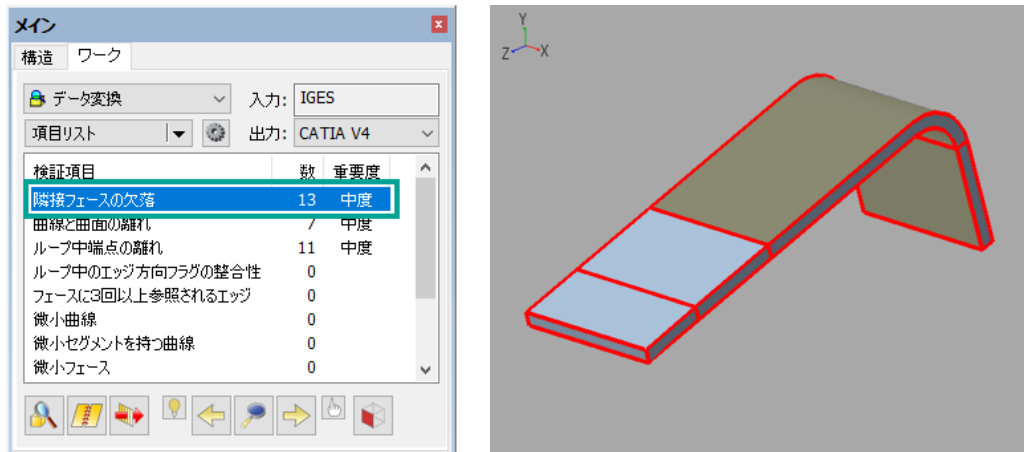 メイン
構造 ワーク
データ変換 入力: IGES
項目リスト 出力: CATIA V4
検証項目 数 重要度
隣接フェースの欠落 13 中度
曲線と曲面の離れ 7 中度
ループ中端点の離れ 11 中度
ループ中のエッジ方向フラグの整合性 0
フェースに3回以上参照されるエッジ 0
微小曲線 0
微小セグメントを持つ曲線 0
微小フェース 0
Y
Z X